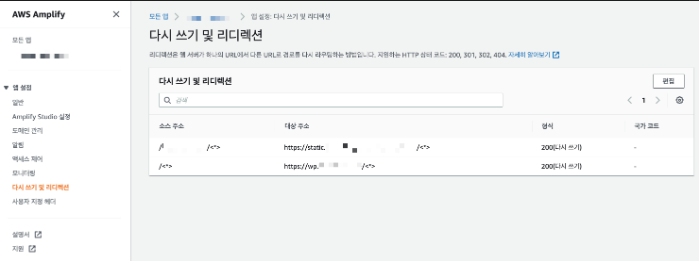 AWS Amplify
모든 앱
앱 설정
일반
Amplify Studio 설정
도메인 관리
알림
액세스 제어
모니터링
다시 쓰기 및 리디렉션
사용자 지정 헤더
설명서
지원
모든 앱 > > 앱 설정: 다시 쓰기 및 리디렉션
다시 쓰기 및 리디렉션
리디렉션은 웹 서버가 하나의 URL에서 다른 URL로 경로를 다시 라우팅하는 방법입니다. 지원하는 HTTP 상태 코드: 200, 301, 302, 404. 자세히 알아보기
다시 쓰기 및 리디렉션
편집
검색
< 1 >
소스 주소 대상 주소 형식 국가 코드
/ /<*> https://static. /<*> 200(다시 쓰기) -
/<*> https://wp. /<*> 200(다시 쓰기) -